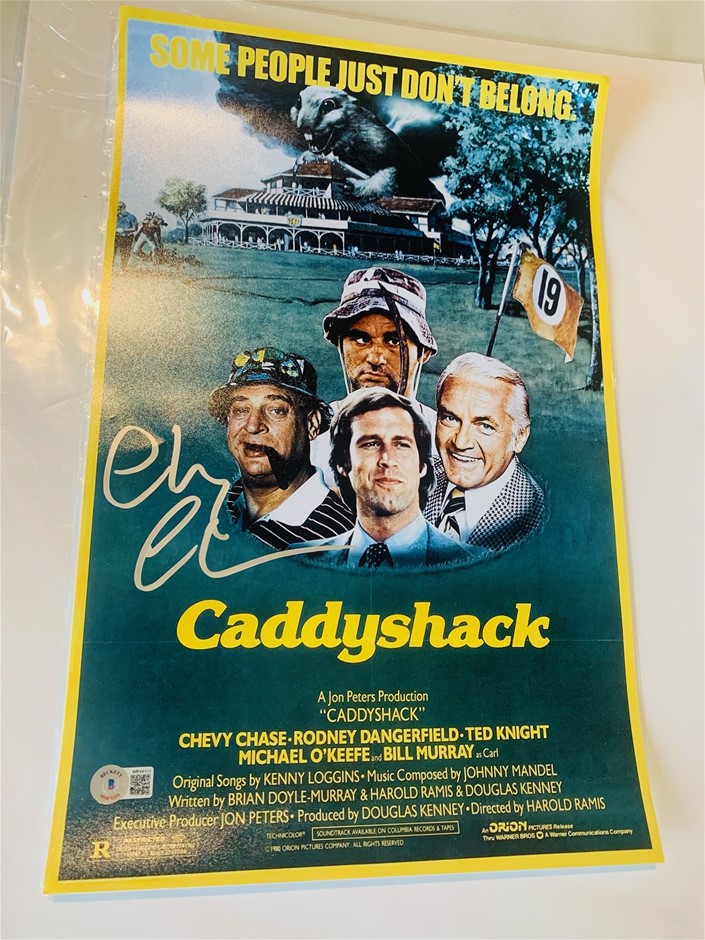 SOME PEOPLE JUST DON'T BELONG.
19
Caddyshack
A Jon Peters Production
"CADDYSHACK"
CHEVY CHASE • RODNEY DANGERFIELD • TED KNIGHT
MICHAEL O'KEEFE and BILL MURRAY as Carl
Original Songs by KENNY LOGGINS • Music Composed by JOHNNY MANDEL
Written by BRIAN DOYLE-MURRAY & HAROLD RAMIS & DOUGLAS KENNEY
Executive Producer JON PETERS • Produced by DOUGLAS KENNEY • Directed by HAROLD RAMIS
TECHNICOLOR® SOUNDTRACK AVAILABLE ON COLUMBIA RECORDS & TAPES
An ORION PICTURES Release
Thru WARNER BROS A Warner Communications Company
© 1980 ORION PICTURES COMPANY. ALL RIGHTS RESERVED
R RESTRICTED
BECKETT